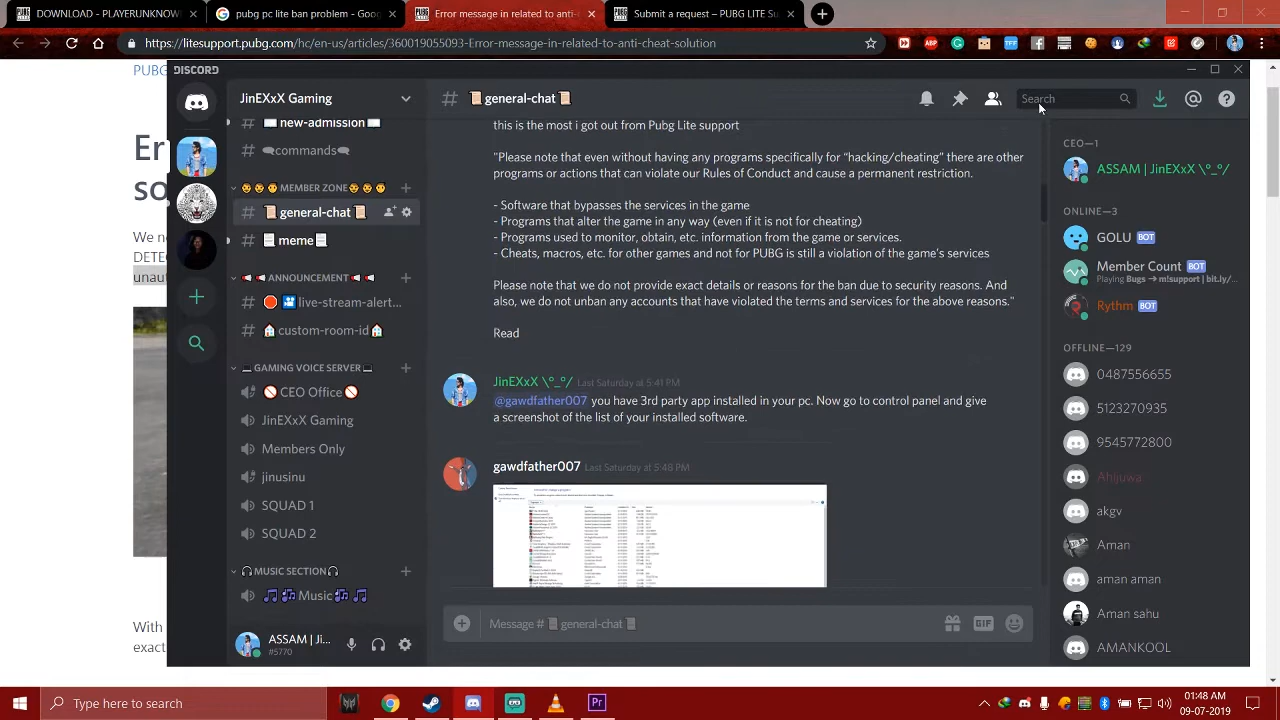 DOWNLOAD - PLAYERUNKNOW
pubg pc lite ban problem - Goo
Error message in related to anti-
Submit a request – PUBG LITE Su
https://litesupport.pubg.com/hc/en-us/articles/360019055093-Error-message-in-related-to-anti-cheat-solution
PUBG
Er
so
We n
DETE
unau
With
exact
DISCORD
JinEXxX Gaming
new-admission
commands
MEMBER ZONE
general-chat
meme
ANNOUNCEMENT
live-stream-alert...
custom-room-id
GAMING VOICE SERVER
CEO Office
JinEXxX Gaming
Members Only
jinusinu
SQUAD 1
SQUAD 2
Music
ASSAM | Ji...
#5770
general-chat
Search
this is the most i got out from Pubg Lite support
"Please note that even without having any programs specifically for “hacking/cheating” there are other
programs or actions that can violate our Rules of Conduct and cause a permanent restriction.
- Software that bypasses the services in the game
- Programs that alter the game in any way (even if it is not for cheating)
- Programs used to monitor, obtain, etc. information from the game or services.
- Cheats, macros, etc. for other games and not for PUBG is still a violation of the game's services
Please note that we do not provide exact details or reasons for the ban due to security reasons. And
also, we do not unban any accounts that have violated the terms and services for the above reasons."
Read
JinEXxX \°_°/ Last Saturday at 5:41 PM
@gawdfather007 you have 3rd party app installed in your pc. Now go to control panel and give
a screenshot of the list of your installed software.
gawdfather007 Last Saturday at 5:48 PM
Message # general-chat
GIF
CEO—1
ASSAM | JinEXxX \°_°/
ONLINE—3
GOLU BOT
Member Count BOT
Playing Bugs → m!support | bit.ly/...
Rythm BOT
OFFLINE—129
0487556655
5123270935
9545772800
akgv
aman aman
Aman sahu
AMANKOOL
Type here to search
01:48 AM
09-07-2019